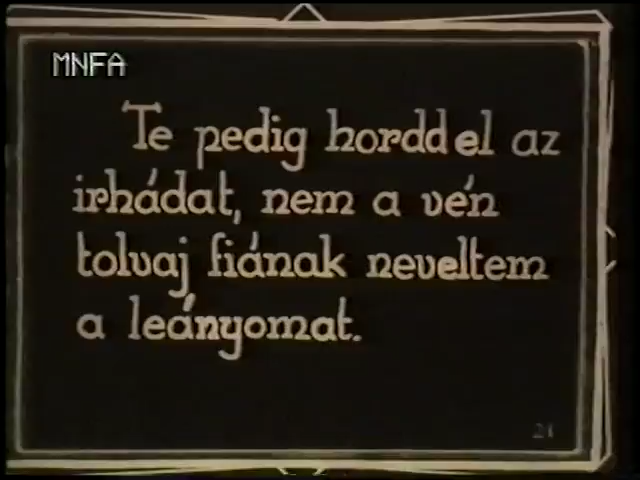 MNFA
Te pedig hordd el az
irhádat, nem a vén
tolvaj fiának neveltem
a leányomat.
21